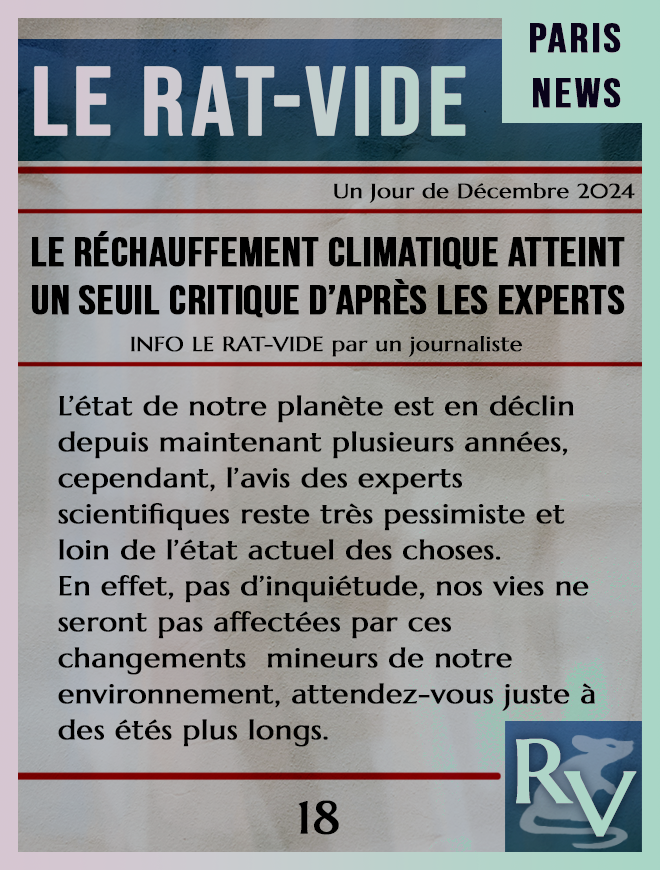 LE RAT-VIDE
PARIS
NEWS
Un Jour de Décembre 2024
LE RÉCHAUFFEMENT CLIMATIQUE ATTEINT
UN SEUIL CRITIQUE D'APRÈS LES EXPERTS
INFO LE RAT-VIDE par un journaliste
L'état de notre planète est en déclin
depuis maintenant plusieurs années,
cependant, l'avis des experts
scientifiques reste très pessimiste et
loin de l'état actuel des choses.
En effet, pas d'inquiétude, nos vies ne
seront pas affectées par ces
changements  mineurs de notre
environnement, attendez-vous juste à
des étés plus longs.
18
RV